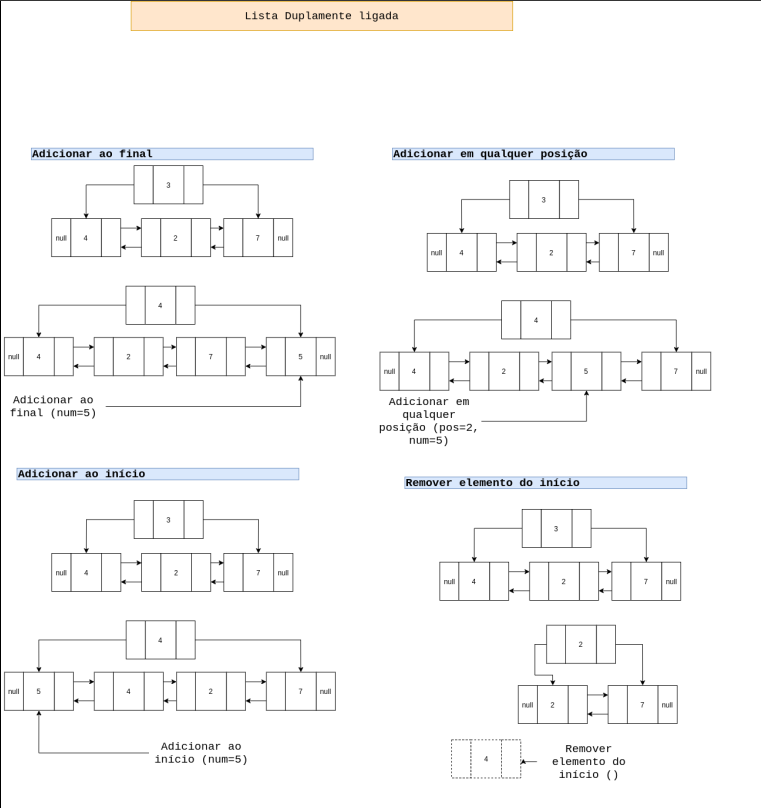 Lista Duplamente ligada
Adicionar ao final
3
null 4 2 7 null
4
null 4 2 7 5 null
Adicionar ao
final (num=5)
Adicionar em qualquer posição
3
null 4 2 7 null
4
null 4 2 5 7 null
Adicionar em
qualquer
posição (pos=2,
num=5)
Adicionar ao início
3
null 4 2 7 null
4
null 5 4 2 7 null
Adicionar ao
início (num=5)
Remover elemento do início
3
null 4 2 7 null
2
null 2 7 null
4
Remover
elemento do
início ()